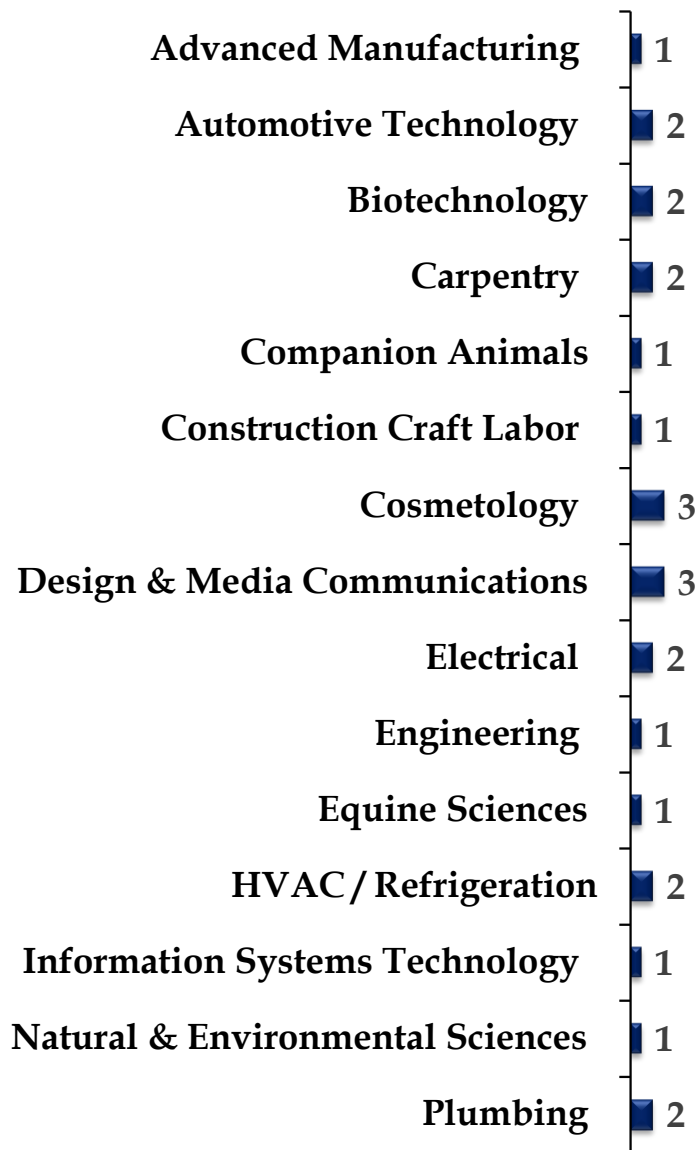 Advanced Manufacturing 1
Automotive Technology 2
Biotechnology 2
Carpentry 2
Companion Animals 1
Construction Craft Labor 1
Cosmetology 3
Design & Media Communications 3
Electrical 2
Engineering 1
Equine Sciences 1
HVAC / Refrigeration 2
Information Systems Technology 1
Natural & Environmental Sciences 1
Plumbing 2